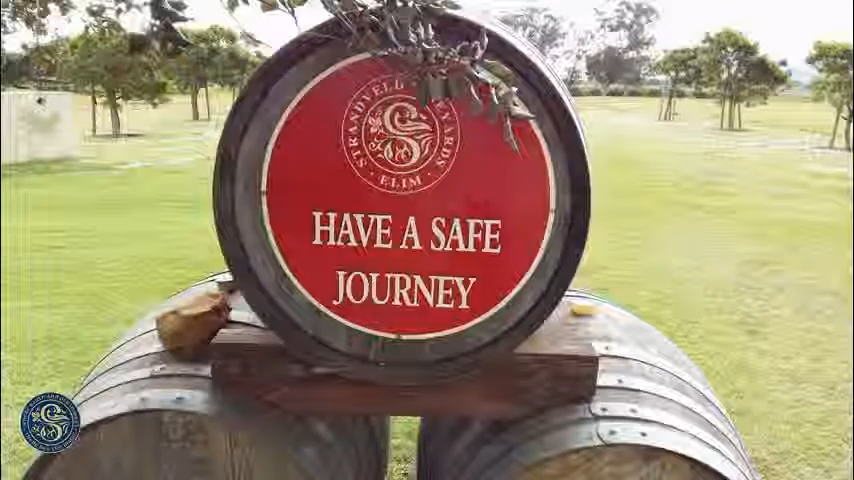 STRANDVELD VINEYARDS
· ELIM ·
HAVE A SAFE
JOURNEY